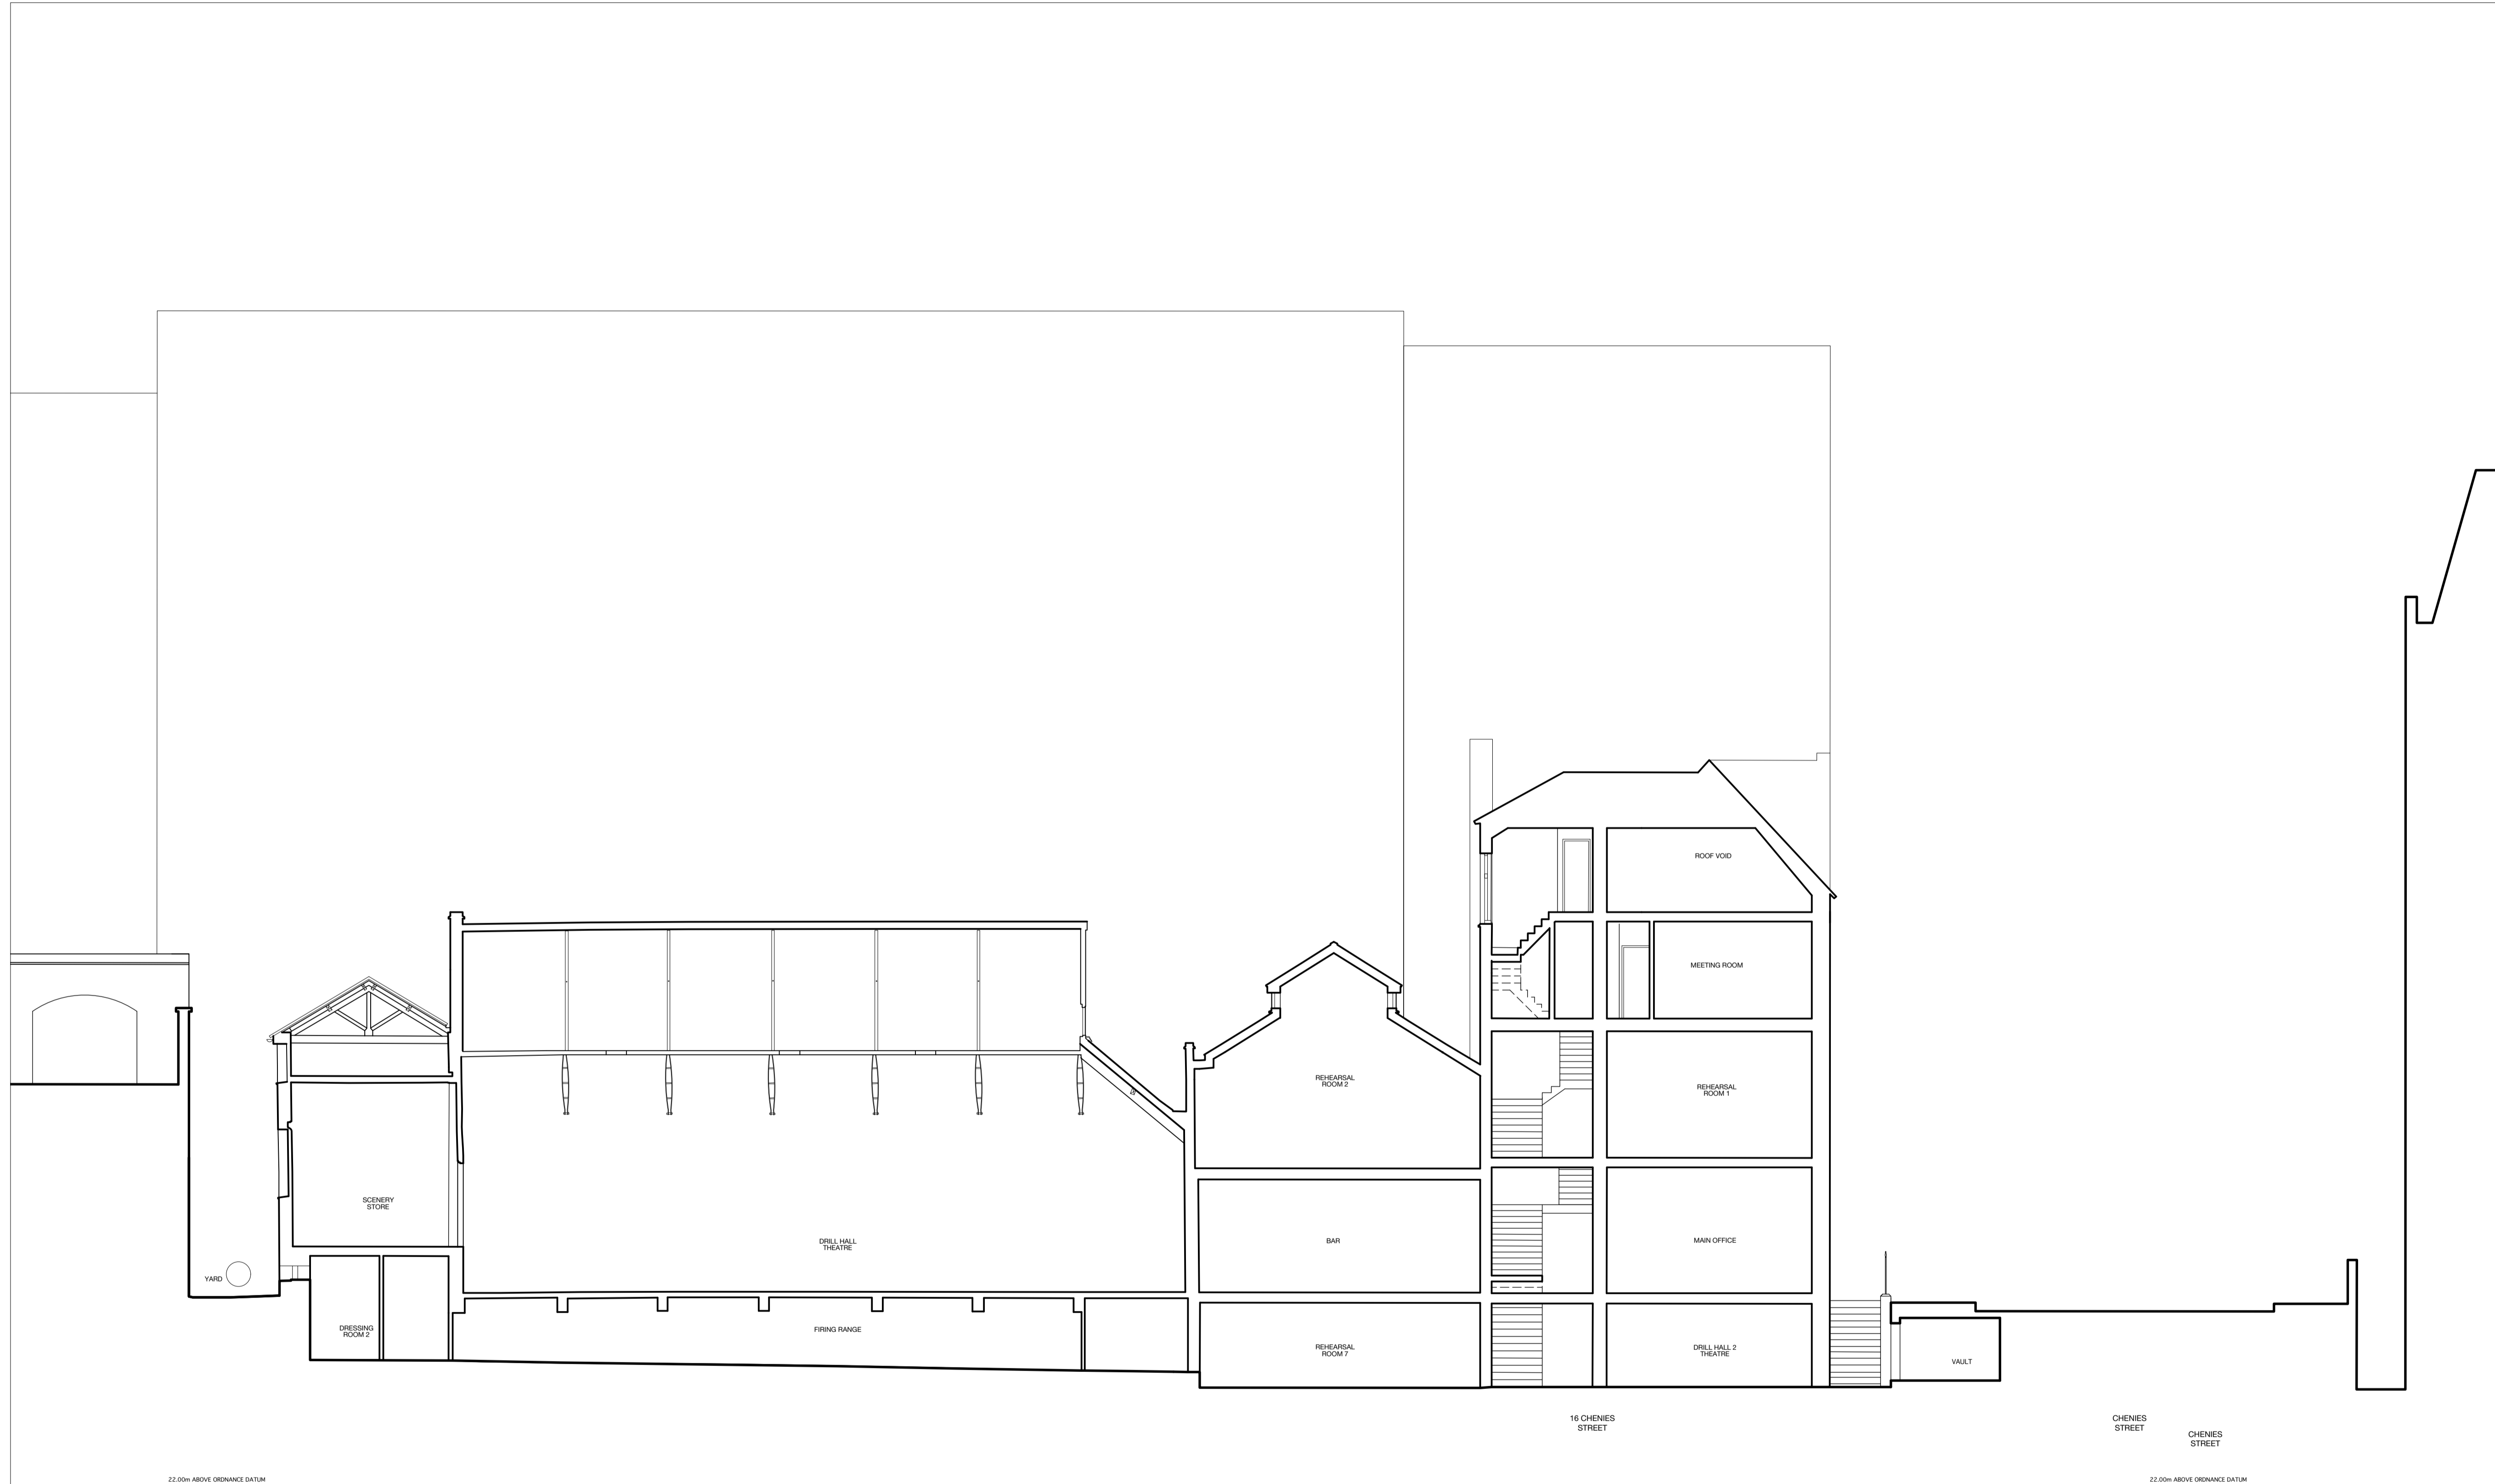 ROOF VOID
MEETING ROOM
REHEARSAL
ROOM 2
REHEARSAL
ROOM 1
SCENERY
STORE
DRILL HALL
THEATRE
BAR
MAIN OFFICE
YARD
DRESSING
ROOM 2
FIRING RANGE
REHEARSAL
ROOM 7
DRILL HALL 2
THEATRE
VAULT
16 CHENIES
STREET
CHENIES
STREET
CHENIES
STREET
22.00m ABOVE ORDNANCE DATUM
22.00m ABOVE ORDNANCE DATUM